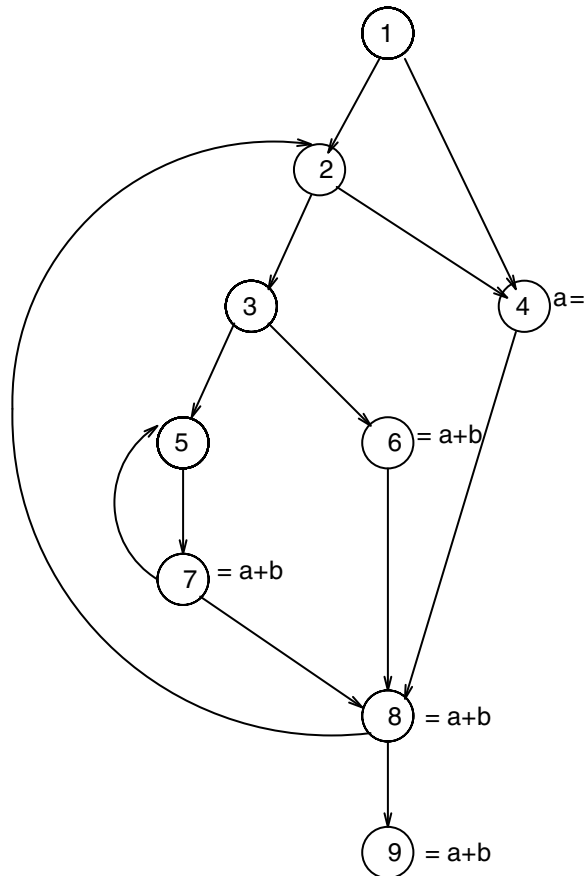 1
2
3
4 a=
5
6 = a+b
7 = a+b
8 = a+b
9 = a+b